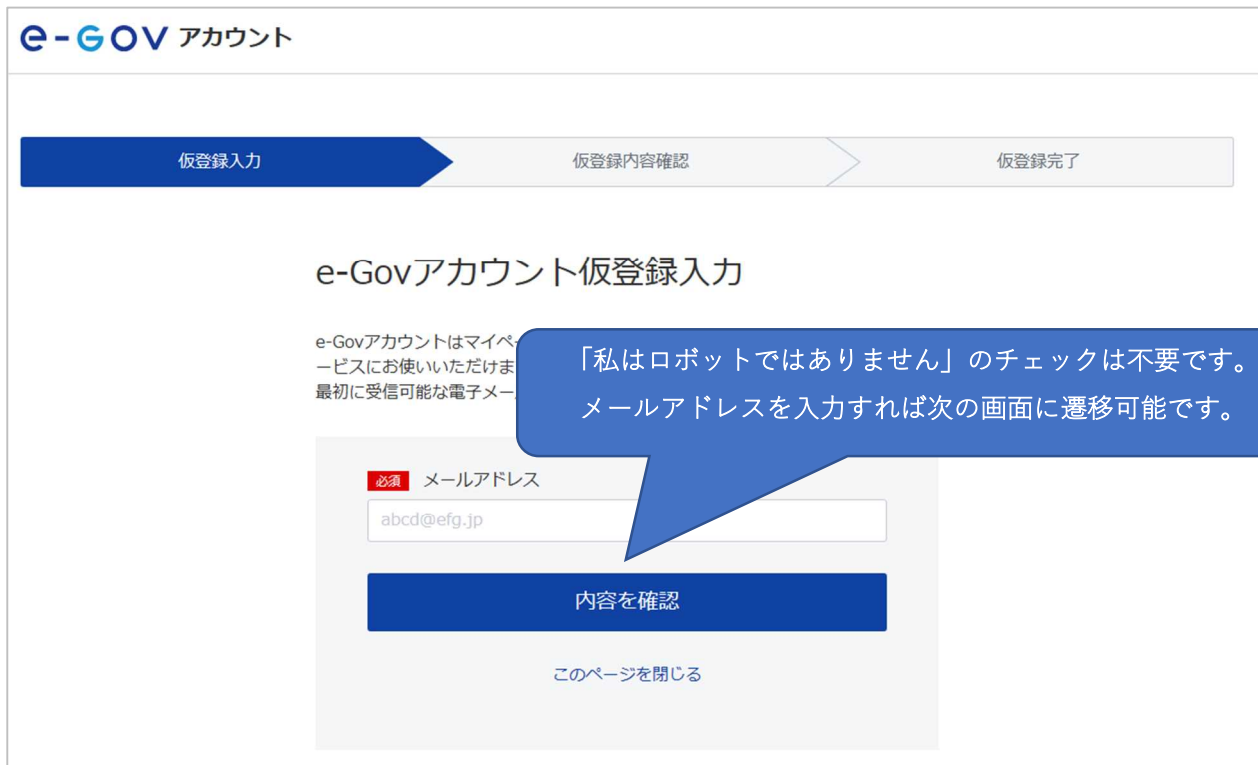 e-GOV アカウント
仮登録入力
仮登録内容確認
仮登録完了
e-Govアカウント仮登録入力
e-Govアカウントはマイペ
ービスにお使いいただけま
最初に受信可能な電子メー
「私はロボットではありません」のチェックは不要です。
メールアドレスを入力すれば次の画面に遷移可能です。
必須 メールアドレス
abcd@efg.jp
内容を確認
このページを閉じる